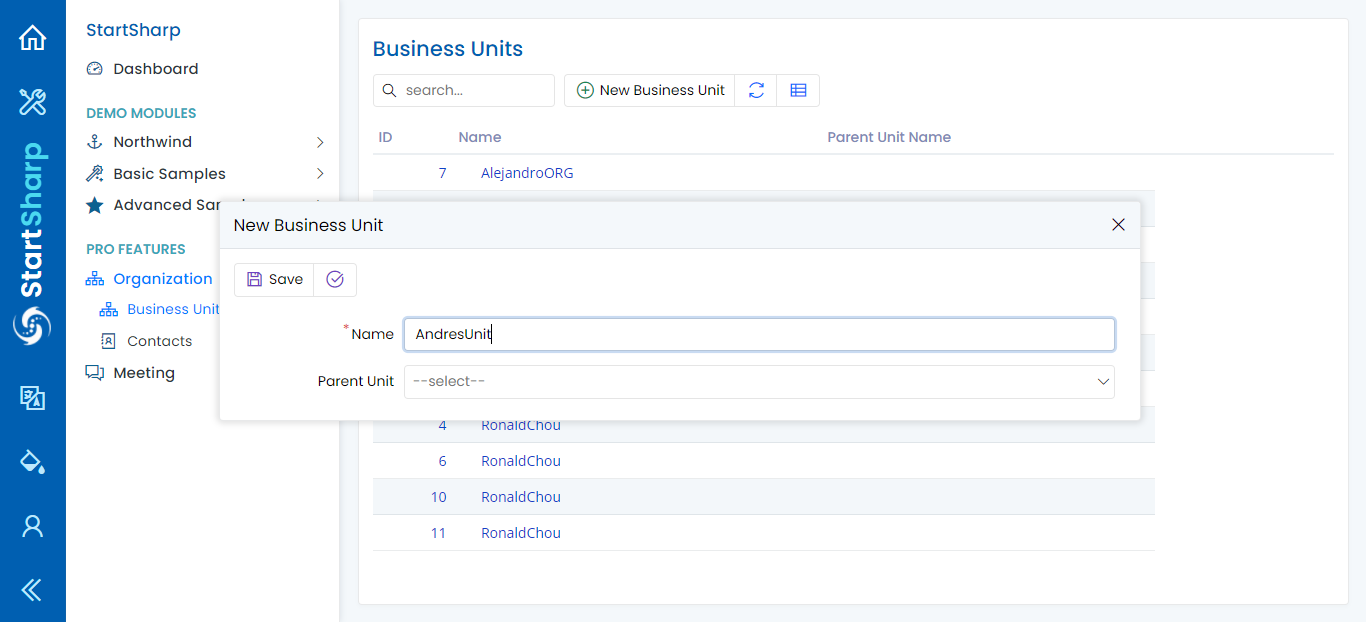 StartSharp
StartSharp
Dashboard
DEMO MODULES
Northwind
Basic Samples
Advanced
PRO FEATURES
Organization
Business Unit
Contacts
Meeting
Business Units
search...
New Business Unit
ID Name Parent Unit Name
7 AlejandroORG
New Business Unit
Save
*Name AndresUnit
Parent Unit --select--
4 RonaldChou
6 RonaldChou
10 RonaldChou
11 RonaldChou